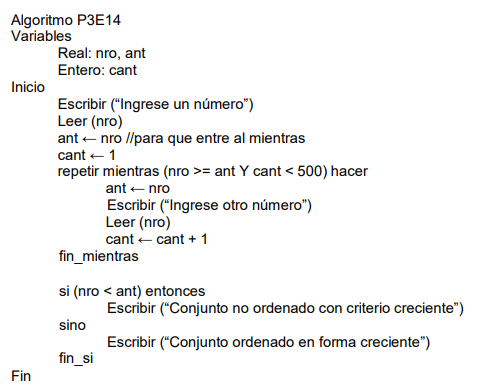 Algoritmo P3E14
Variables
Real: nro, ant
Entero: cant
Inicio
Escribir (“Ingrese un número”)
Leer (nro)
ant ← nro //para que entre al mientras
cant ← 1
repetir mientras (nro >= ant Y cant < 500) hacer
ant ← nro
Escribir (“Ingrese otro número”)
Leer (nro)
cant ← cant + 1
fin_mientras
si (nro < ant) entonces
Escribir (“Conjunto no ordenado con criterio creciente”)
sino
Escribir (“Conjunto ordenado en forma creciente”)
fin_si
Fin